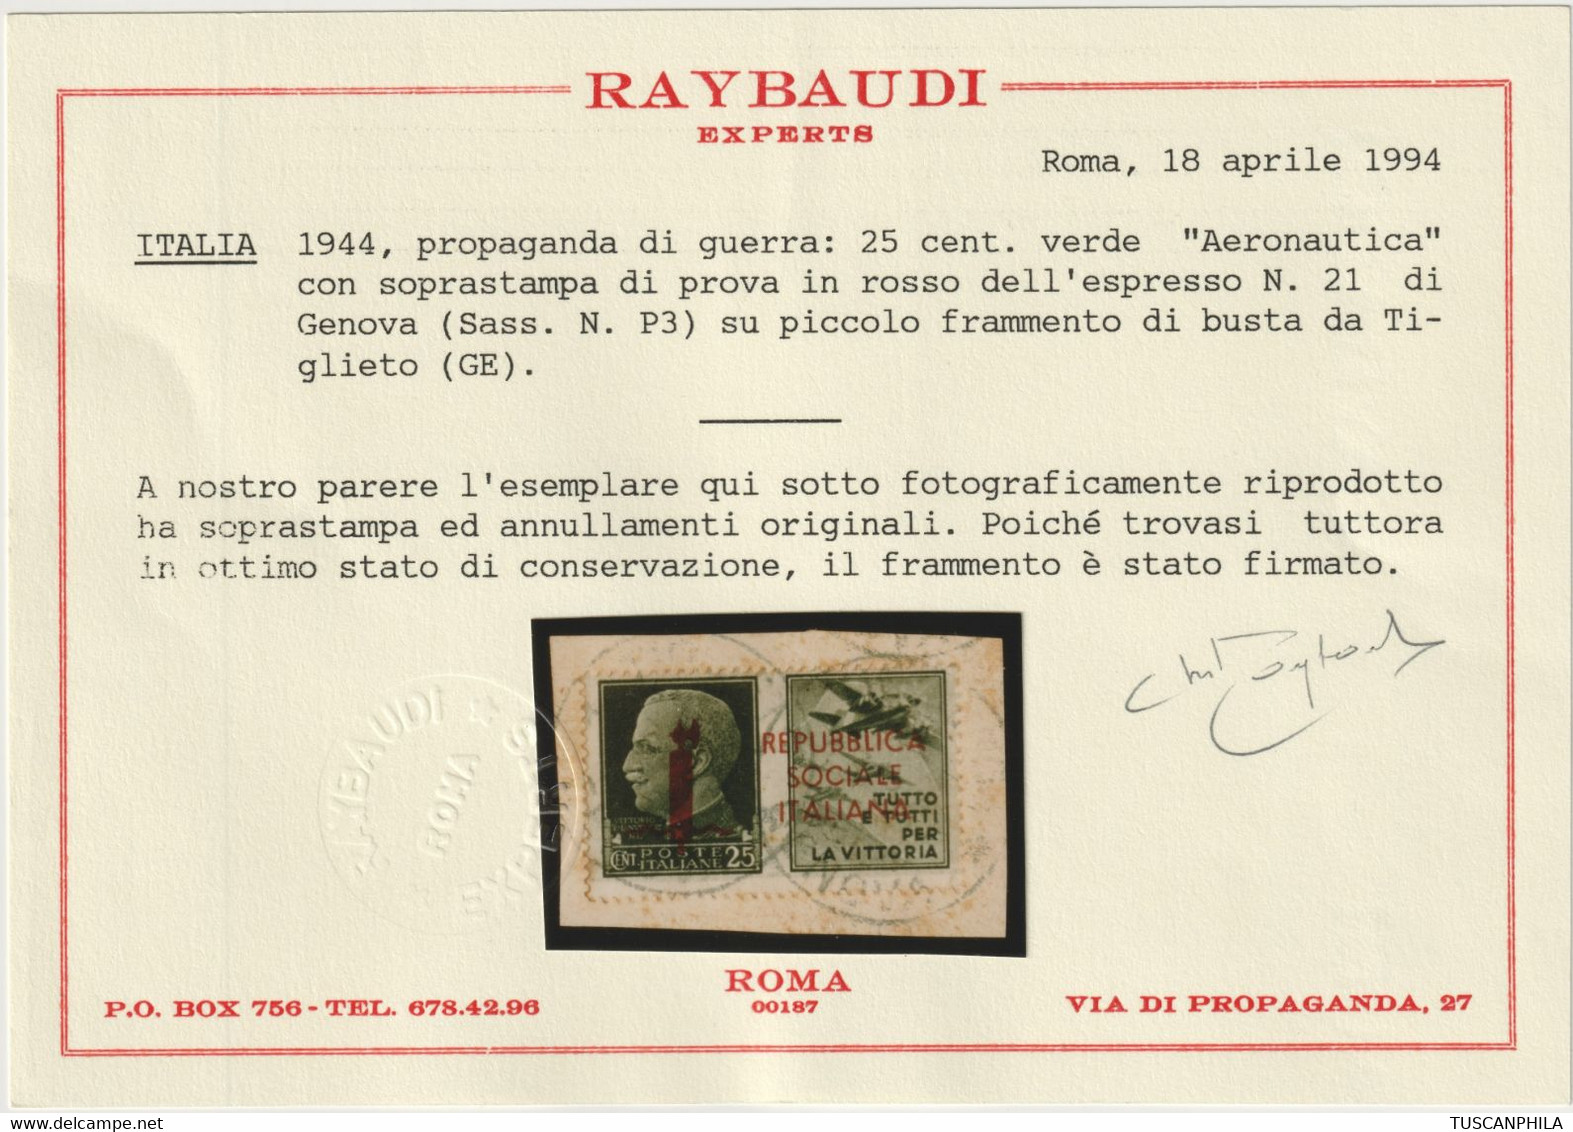 RAYBAUDI
EXPERTS
Roma, 18 aprile 1994
ITALIA 1944, propaganda di guerra: 25 cent. verde "Aeronautica"
con soprastampa di prova in rosso dell'espresso N. 21 di
Genova (Sass. N. P3) su piccolo frammento di busta da Ti-
glieto (GE).
A nostro parere l'esemplare qui sotto fotograficamente riprodotto
ha soprastampa ed annullamenti originali. Poiché trovasi tuttora
in ottimo stato di conservazione, il frammento è stato firmato.
RAYBAUDI ★ EXPERTS ★
ROMA
REPUBBLICA
SOCIALE
ITALIANA
TUTTO
E TUTTI
PER
LA VITTORIA
CENT. POSTE ITALIANE 25
ROMA
00187
P.O. BOX 756 - TEL. 678.42.96
VIA DI PROPAGANDA, 27
TUSCANPHILA